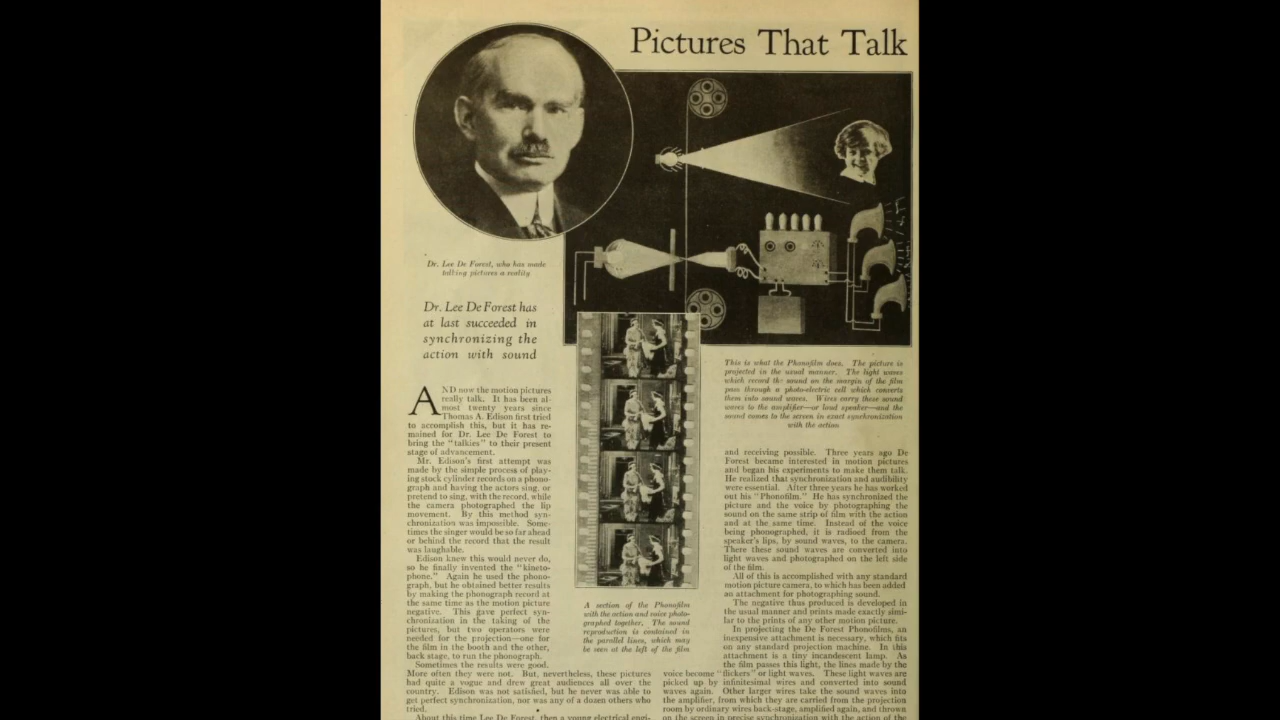 Pictures That Talk
Dr. Lee De Forest, who has made
talking pictures a reality
Dr. Lee De Forest has
at last succeeded in
synchronizing the
action with sound
AND now the motion pictures
really talk. It has been al-
most twenty years since
Thomas A. Edison first tried
to accomplish this, but it has re-
mained for Dr. Lee De Forest to
bring the "talkies" to their present
stage of advancement.
Mr. Edison's first attempt was
made by the simple process of play-
ing stock cylinder records on a phono-
graph and having the actors sing, or
pretend to sing, with the record, while
the camera photographed the lip
movement. By this method syn-
chronization was impossible. Some-
times the singer would be so far ahead
or behind the record that the result
was laughable.
Edison knew this would never do,
so he finally invented the "kineto-
phone." Again he used the phono-
graph, but he obtained better results
by making the phonograph record at
the same time as the motion picture
negative. This gave perfect syn-
chronization in the taking of the
pictures, but two operators were
needed for the projection—one for
the film in the booth and the other,
back stage, to run the phonograph.
Sometimes the results were good.
More often they were not. But, nevertheless, these pictures
had quite a vogue and drew great audiences all over the
country. Edison was not satisfied, but he never was able to
get perfect synchronization, nor was any of a dozen others who
tried.
About this time Lee De Forest, then a young electrical engi-
A section of the Phonofilm
with the action and voice photo-
graphed together. The sound
reproduction is contained in
the parallel lines, which may
be seen at the left of the film
This is what the Phonofilm does. The picture is
projected in the usual manner. The light waves
which record the sound on the margin of the film
pass through a photo-electric cell which converts
them into sound waves. Wires carry these sound
waves to the amplifier—or loud speaker—and the
sound comes to the screen in exact synchronization
with the action
and receiving possible. Three years ago De
Forest became interested in motion pictures
and began his experiments to make them talk.
He realized that synchronization and audibility
were essential. After three years he has worked
out his "Phonofilm." He has synchronized the
picture and the voice by photographing the
sound on the same strip of film with the action
and at the same time. Instead of the voice
being phonographed, it is radioed from the
speaker's lips, by sound waves, to the camera.
There these sound waves are converted into
light waves and photographed on the left side
of the film.
All of this is accomplished with any standard
motion picture camera, to which has been added
an attachment for photographing sound.
The negative thus produced is developed in
the usual manner and prints made exactly simi-
lar to the prints of any other motion picture.
In projecting the De Forest Phonofilms, an
inexpensive attachment is necessary, which fits
on any standard projection machine. In this
attachment is a tiny incandescent lamp. As
the film passes this light, the lines made by the
voice become "flickers" or light waves. These light waves are
picked up by infinitesimal wires and converted into sound
waves again. Other larger wires take the sound waves into
the amplifier, from which they are carried from the projection
room by ordinary wires back-stage, amplified again, and thrown
on the screen in precise synchronization with the action of the